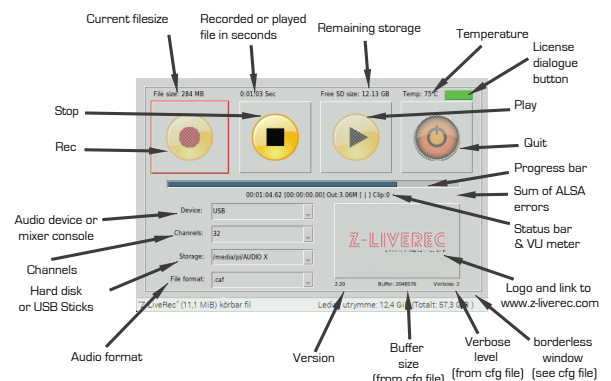 Current filesize
Recorded or played
file in seconds
Remaining storage
Temperature
License
dialogue
button
File size: 284 MB
0:01:03 Sec
Free SD size: 12.13 GB
Temp: 75˚C
Stop
Play
Rec
Quit
Progress bar
00:01:04.62 [00:00:00.00] Out:3.06M [ | ] Clip:0
Sum of ALSA
errors
Audio device or
mixer console
Device:
USB
Status bar
& VU meter
Channels:
32
Z-LIVEREC
Channels
Storage:
/media/pi/AUDIO X
Hard disk
or USB Sticks
File format:
.caf
Logo and link to
www.z-liverec.com
2.20
Buffer: 2048576
Verbose: 2
"Z-LiveRec" (11,1 MiB) körbar fil
Ledigt utrymme: 12,4 GiB (Totalt: 57,3 GiB)
Audio format
Version
Buffer
size
(from cfg file)
Verbose
level
(from cfg file)
borderless
window
(see cfg file)